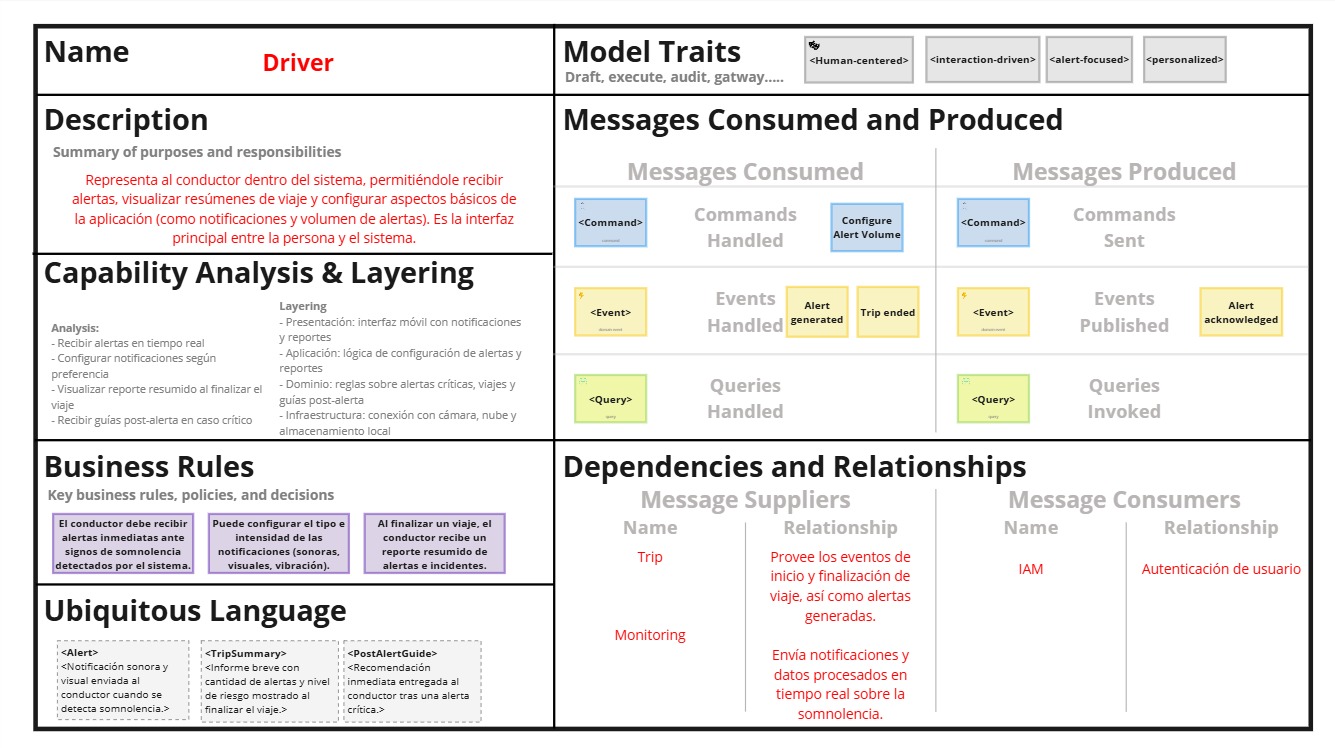 Name
Driver
Model Traits
Draft, execute, audit, gatway.....
<Human-centered>
<interaction-driven>
<alert-focused>
<personalized>
Description
Summary of purposes and responsibilities
Representa al conductor dentro del sistema, permitiéndole recibir
alertas, visualizar resúmenes de viaje y configurar aspectos básicos de
la aplicación (como notificaciones y volumen de alertas). Es la interfaz
principal entre la persona y el sistema.
Capability Analysis & Layering
Analysis:
- Recibir alertas en tiempo real
- Configurar notificaciones según
preferencia
- Visualizar reporte resumido al finalizar el
viaje
- Recibir guías post-alerta en caso crítico
Layering
- Presentación: interfaz móvil con notificaciones
y reportes
- Aplicación: lógica de configuración de alertas y
reportes
- Dominio: reglas sobre alertas críticas, viajes y
guías post-alerta
- Infraestructura: conexión con cámara, nube y
almacenamiento local
Business Rules
Key business rules, policies, and decisions
El conductor debe recibir
alertas inmediatas ante
signos de somnolencia
detectados por el sistema.
Puede configurar el tipo e
intensidad de las
notificaciones (sonoras,
visuales, vibración).
Al finalizar un viaje, el
conductor recibe un
reporte resumido de
alertas e incidentes.
Ubiquitous Language
<Alert>
<Notificación sonora y
visual enviada al
conductor cuando se
detecta somnolencia.>
<TripSummary>
<Informe breve con
cantidad de alertas y nivel
de riesgo mostrado al
finalizar el viaje.>
<PostAlertGuide>
<Recomendación
inmediata entregada al
conductor tras una alerta
crítica.>
Messages Consumed and Produced
Messages Consumed
<Command>
command
Commands
Handled
Configure
Alert Volume
<Event>
domain event
Events
Handled
Alert
generated
Trip ended
<Query>
query
Queries
Handled
Messages Produced
<Command>
command
Commands
Sent
<Event>
domain event
Events
Published
Alert
acknowledged
<Query>
query
Queries
Invoked
Dependencies and Relationships
Message Suppliers
Name
Relationship
Trip
Provee los eventos de
inicio y finalización de
viaje, así como alertas
generadas.
Monitoring
Envía notificaciones y
datos procesados en
tiempo real sobre la
somnolencia.
Message Consumers
Name
Relationship
IAM
Autenticación de usuario